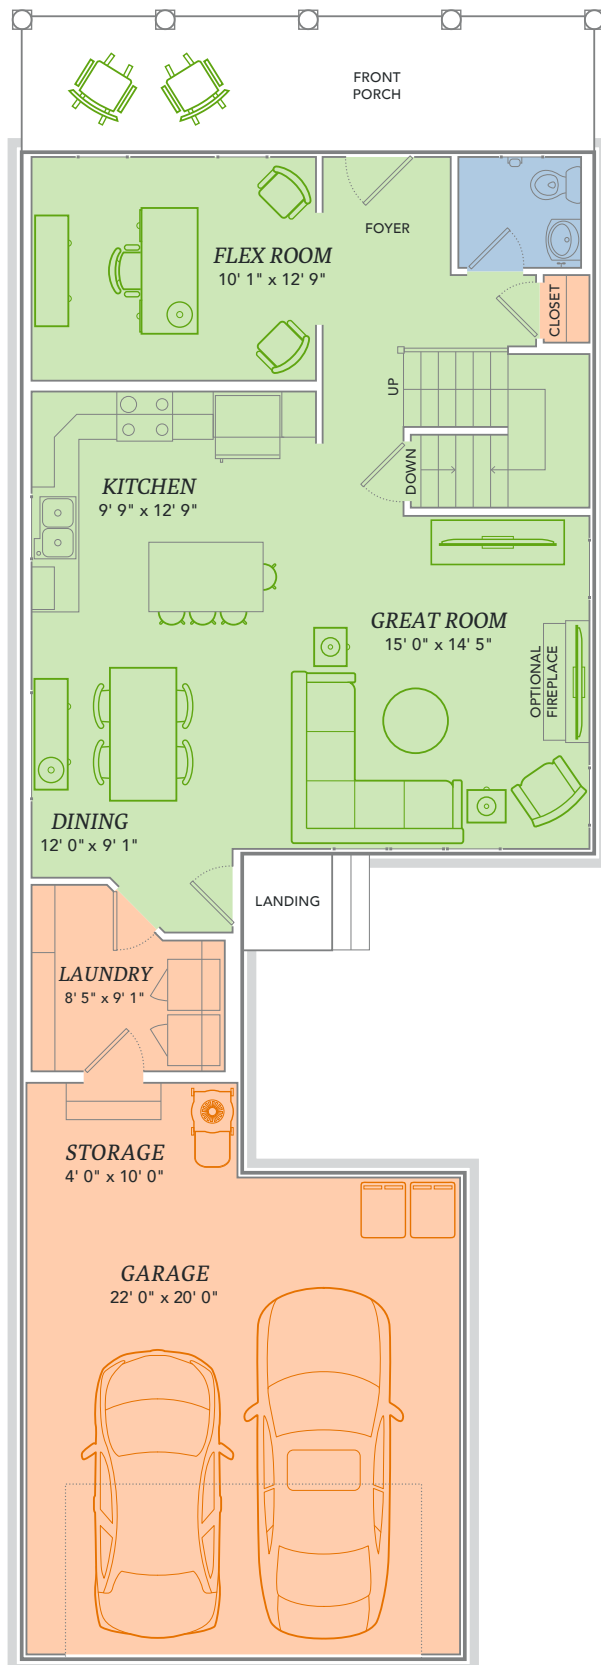 FRONT
PORCH
FOYER
FLEX ROOM
10' 1" x 12' 9"
CLOSET
UP
DOWN
KITCHEN
9' 9" x 12' 9"
GREAT ROOM
15' 0" x 14' 5"
OPTIONAL
FIREPLACE
DINING
12' 0" x 9' 1"
LANDING
LAUNDRY
8' 5" x 9' 1"
STORAGE
4' 0" x 10' 0"
GARAGE
22' 0" x 20' 0"